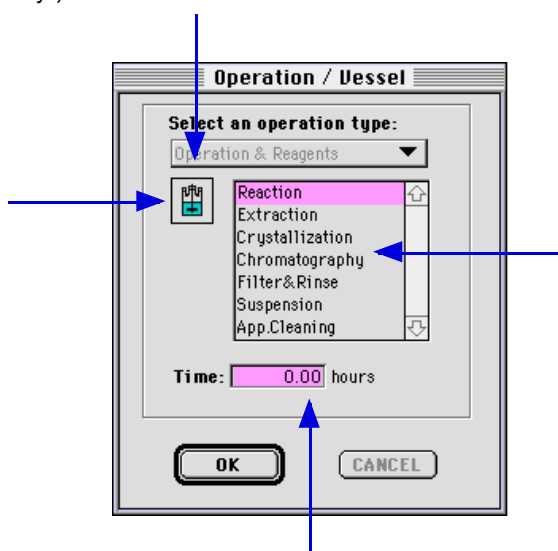 Operation / Vessel
Select an operation type:
Operation & Reagents
Reaction
Extraction
Crystallization
Chromatography
Filter&Rinse
Suspension
App.Cleaning
Time: 0.00 hours
OK CANCEL